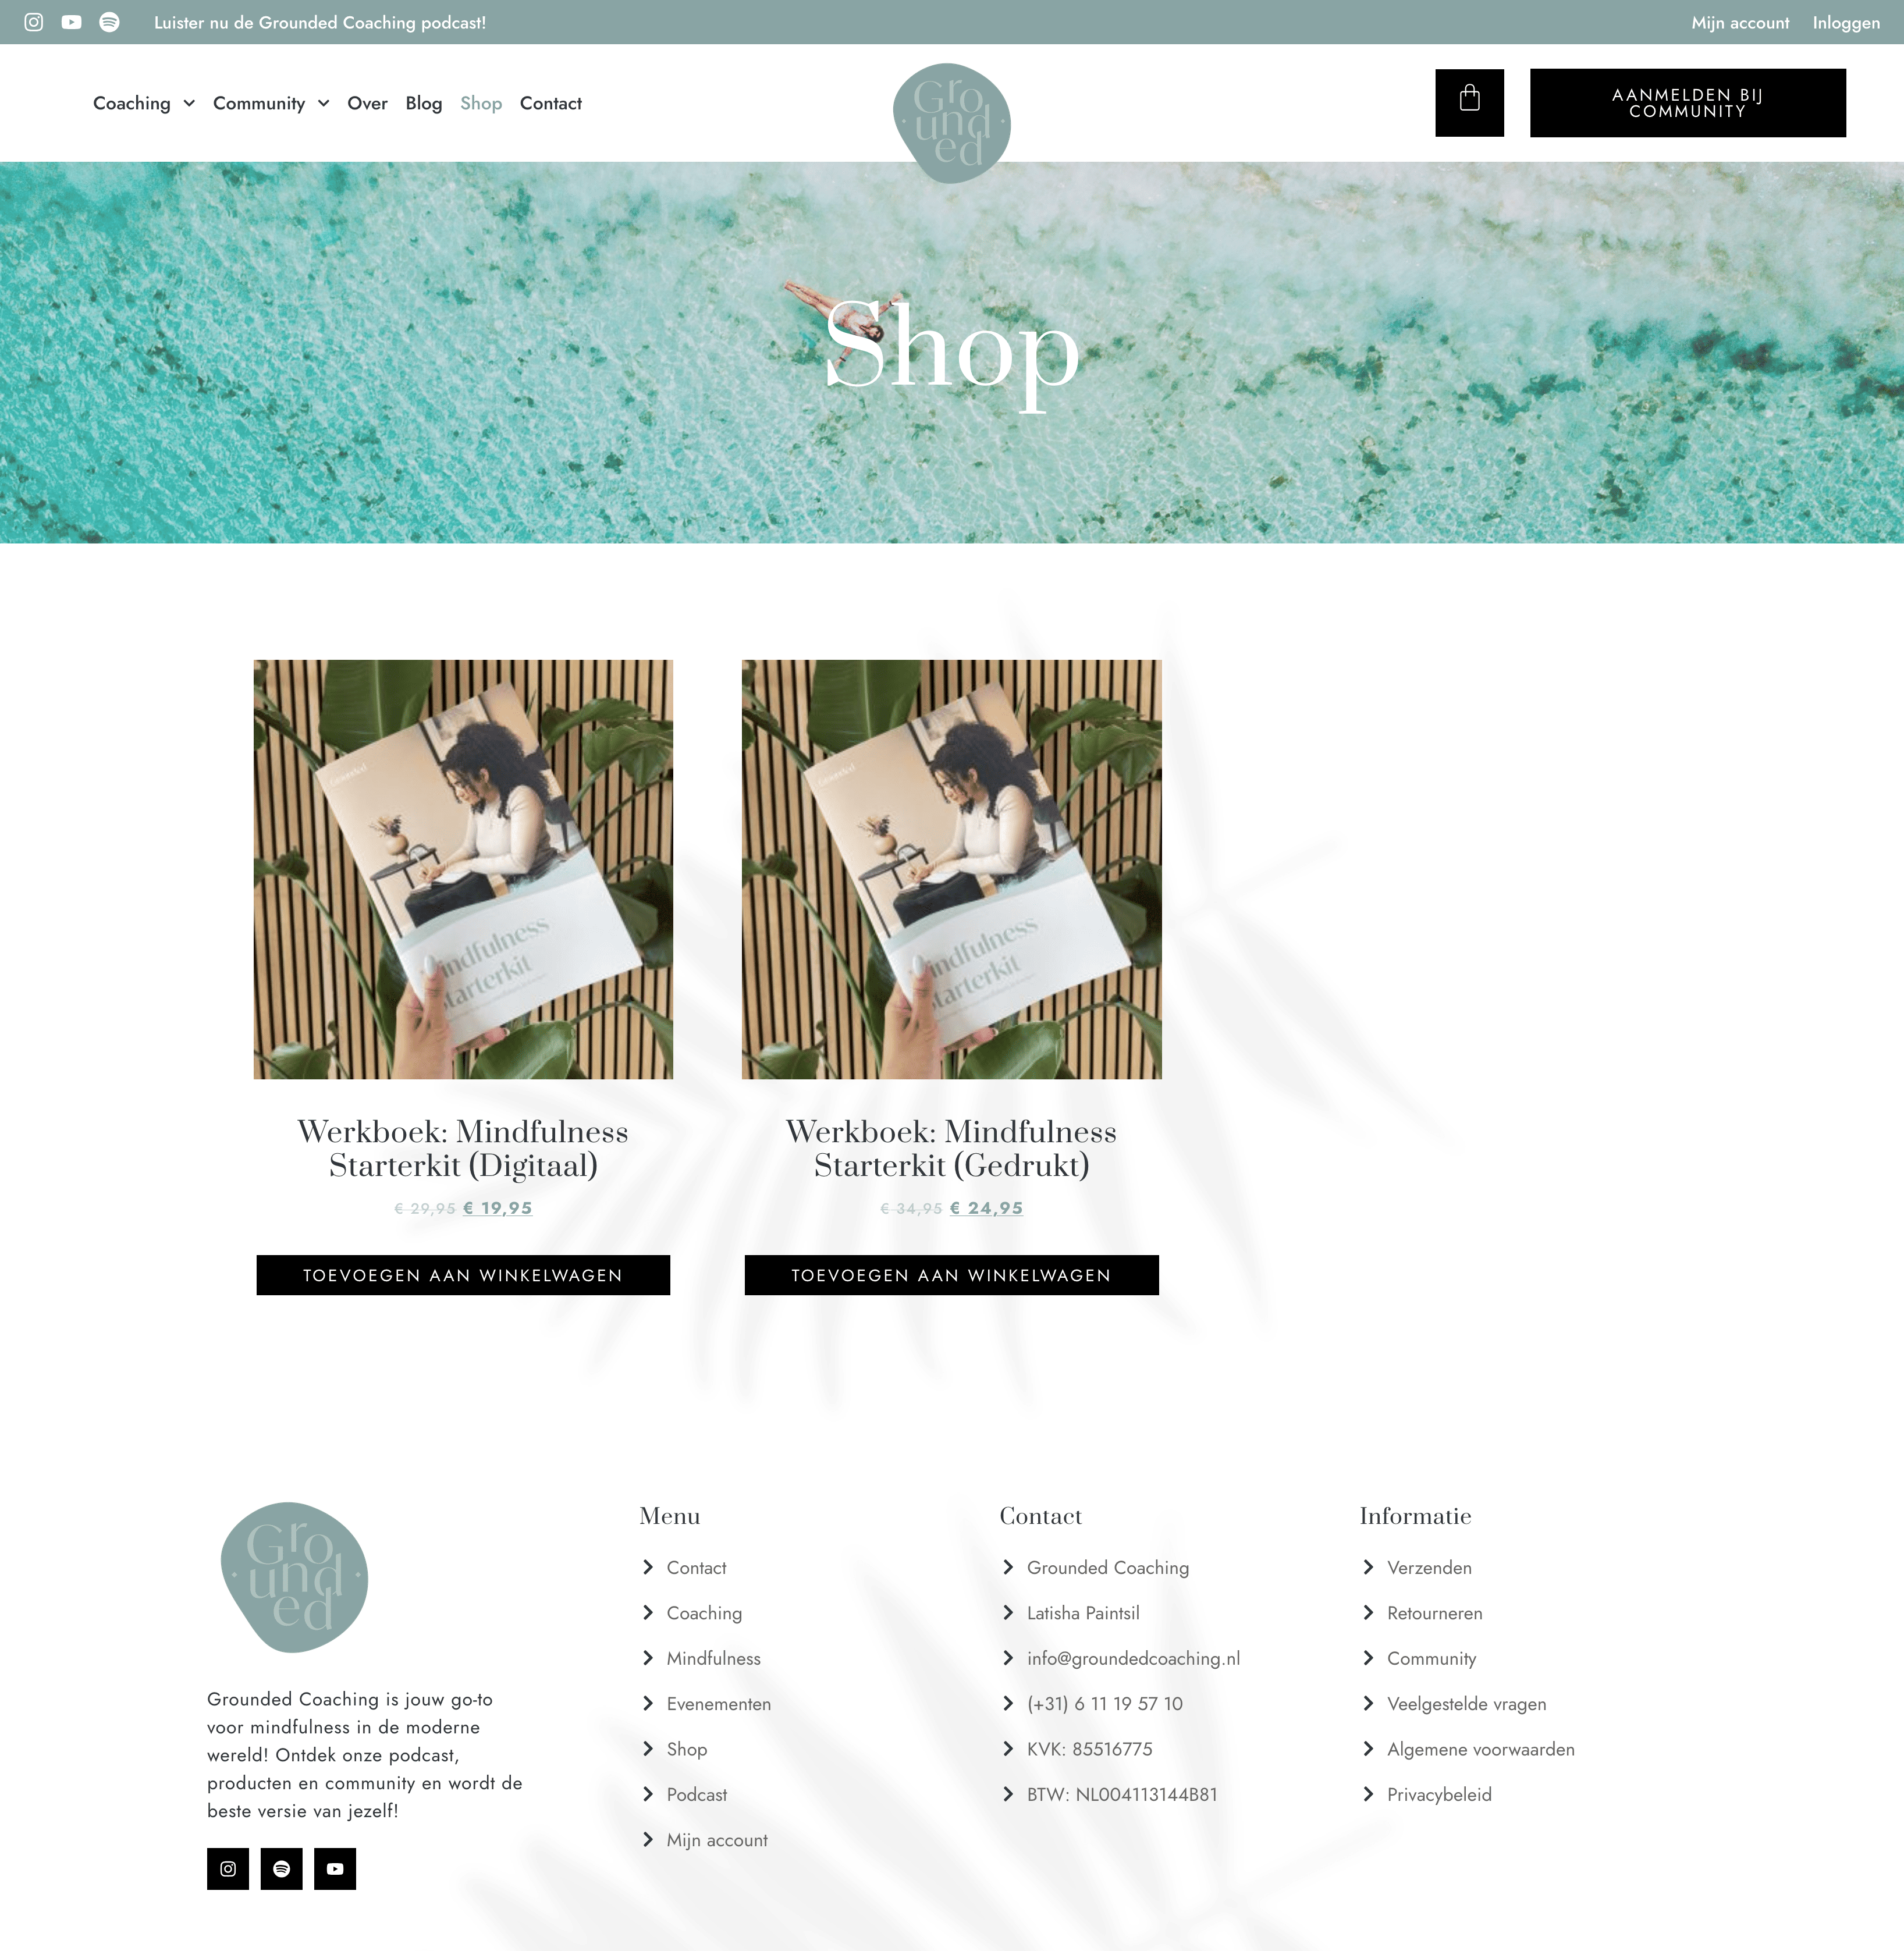 Luister nu de Grounded Coaching podcast!
Mijn account Inloggen
Coaching Community Over Blog Shop Contact
Gro
und
ed
AANMELDEN BIJ
COMMUNITY
Shop
Grounded
Mindfulness
Starterkit
Grounded
Mindfulness
Starterkit
Werkboek: Mindfulness
Starterkit (Digitaal)
€ 29,95 € 19,95
TOEVOEGEN AAN WINKELWAGEN
Werkboek: Mindfulness
Starterkit (Gedrukt)
€ 34,95 € 24,95
TOEVOEGEN AAN WINKELWAGEN
Gro
und
ed
Grounded Coaching is jouw go-to
voor mindfulness in de moderne
wereld! Ontdek onze podcast,
producten en community en wordt de
beste versie van jezelf!
Menu
Contact
Coaching
Mindfulness
Evenementen
Shop
Podcast
Mijn account
Contact
Grounded Coaching
Latisha Paintsil
info@groundedcoaching.nl
(+31) 6 11 19 57 10
KVK: 85516775
BTW: NL004113144B81
Informatie
Verzenden
Retourneren
Community
Veelgestelde vragen
Algemene voorwaarden
Privacybeleid